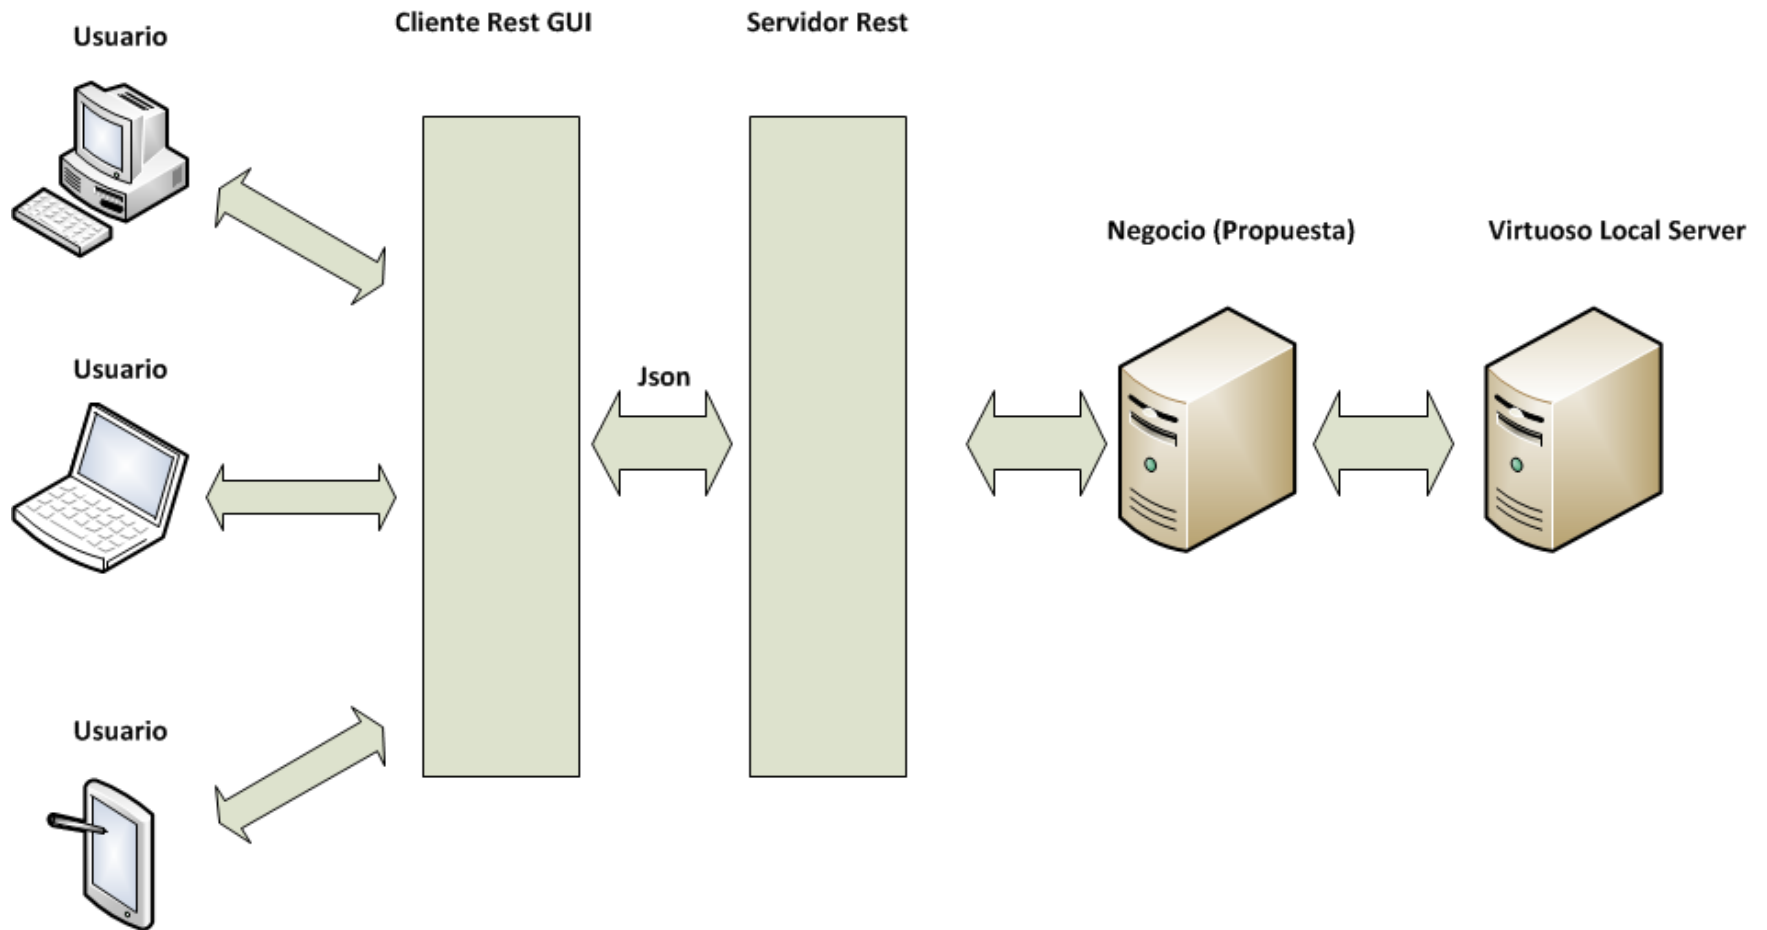 Usuario
Cliente Rest GUI
Servidor Rest
Negocio (Propuesta)
Virtuoso Local Server
Usuario
Json
Usuario